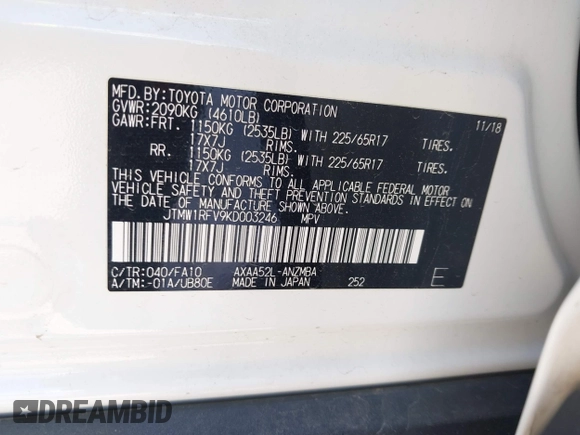 MFD.BY:TOYOTA MOTOR CORPORATION 11/18
GVWR:2090KG (4610LB)
GAWR:FRT. 1150KG (2535LB) WITH 225/65R17 TIRES.
17X7J RIMS.
RR. 1150KG (2535LB) WITH 225/65R17 TIRES.
17X7J RIMS.
THIS VEHICLE CONFORMS TO ALL APPLICABLE FEDERAL MOTOR
VEHICLE SAFETY AND THEFT PREVENTION STANDARDS IN EFFECT ON
THE DATE OF MANUFACTURE SHOWN ABOVE.
JTMW1RFV9KD003246 MPV
C/TR:040/FA10 AXAA52L-ANZMBA
A/TM:-01A/UB80E MADE IN JAPAN 252 E
DREAMBID